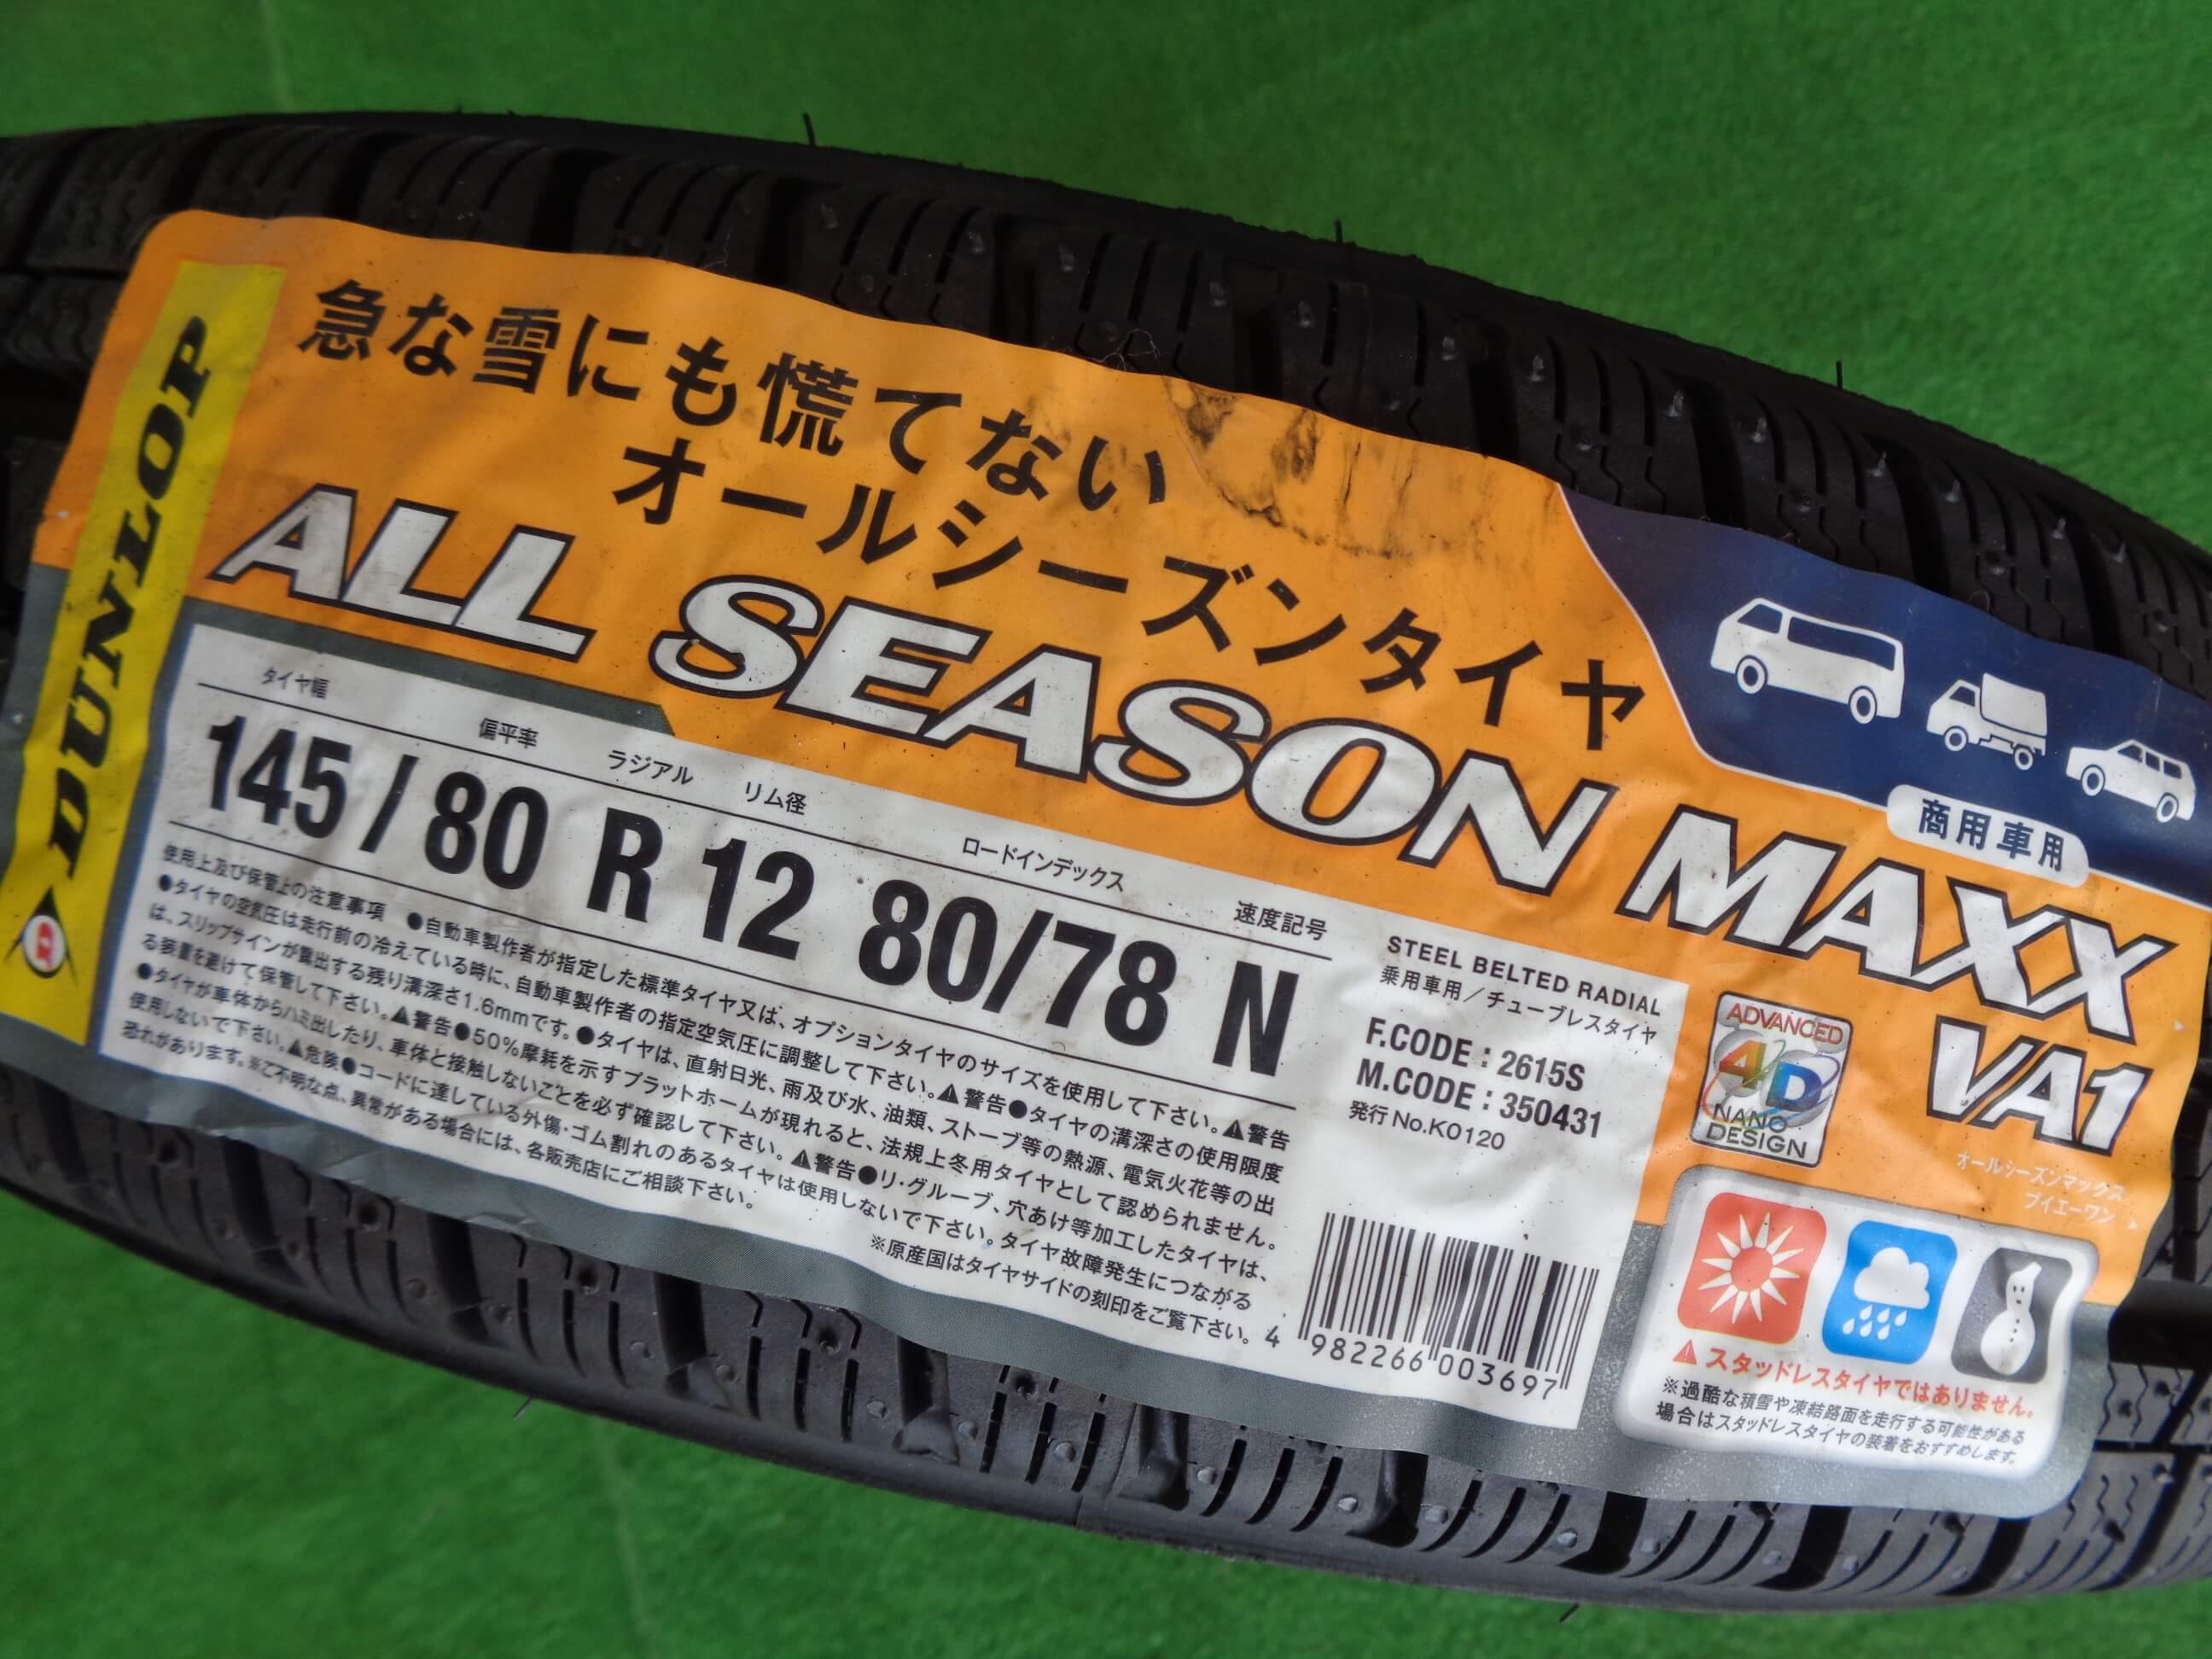 DUNLOP
急な雪にも慌てない
オールシーズンタイヤ
ALL SEASON MAXX
VA1
オールシーズンマックス
ブイエーワン
商用車用
タイヤ幅 偏平率 ラジアル リム径 ロードインデックス 速度記号
145/80 R 12 80/78 N
使用上及び保管上の注意事項 ●自動車製作者が指定した標準タイヤ又は、オプションタイヤのサイズを使用して下さい。⚠警告
●タイヤの空気圧は走行前の冷えている時に、自動車製作者の指定空気圧に調整して下さい。⚠警告●タイヤの溝深さの使用限度
は、スリップサインが露出する残り溝深さ1.6mmです。●タイヤは、直射日光、雨及び水、油類、ストーブ等の熱源、電気火花等の出
る装置を避けて保管して下さい。⚠警告●50%摩耗を示すプラットホームが現れると、法規上冬用タイヤとして認められません。
●タイヤが車体からハミ出したり、車体と接触しないことを必ず確認して下さい。⚠警告●リ・グルーブ、穴あけ等加工したタイヤは、
使用しないで下さい。⚠危険●コードに達している外傷・ゴム割れのあるタイヤは使用しないで下さい。タイヤ故障発生につながる
恐れがあります。※ご不明な点、異常がある場合には、各販売店にご相談下さい。
※原産国はタイヤサイドの刻印をご覧下さい。
STEEL BELTED RADIAL
乗用車用／チューブレスタイヤ
F.CODE : 2615S
M.CODE : 350431
発行 No.K0120
4 982266 003697
ADVANCED
4D
NANO
DESIGN
⚠スタッドレスタイヤではありません。
※過酷な積雪や凍結路面を走行する可能性がある
場合はスタッドレスタイヤの装着をおすすめします。